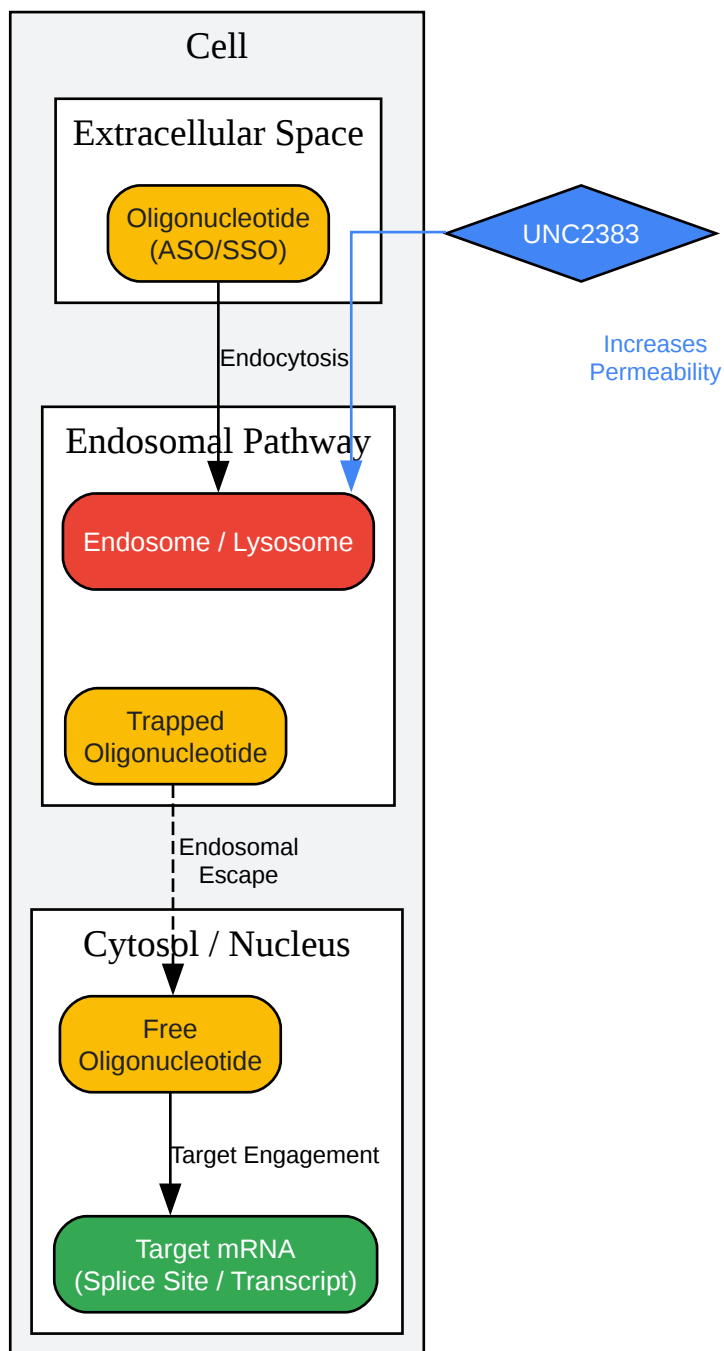 Cell
Extracellular Space
Oligonucleotide
(ASO/SSO)
UNC2383
Increases
Permeability
Endocytosis
Endosomal Pathway
Endosome / Lysosome
Trapped
Oligonucleotide
Endosomal
Escape
Cytosol / Nucleus
Free
Oligonucleotide
Target Engagement
Target mRNA
(Splice Site / Transcript)